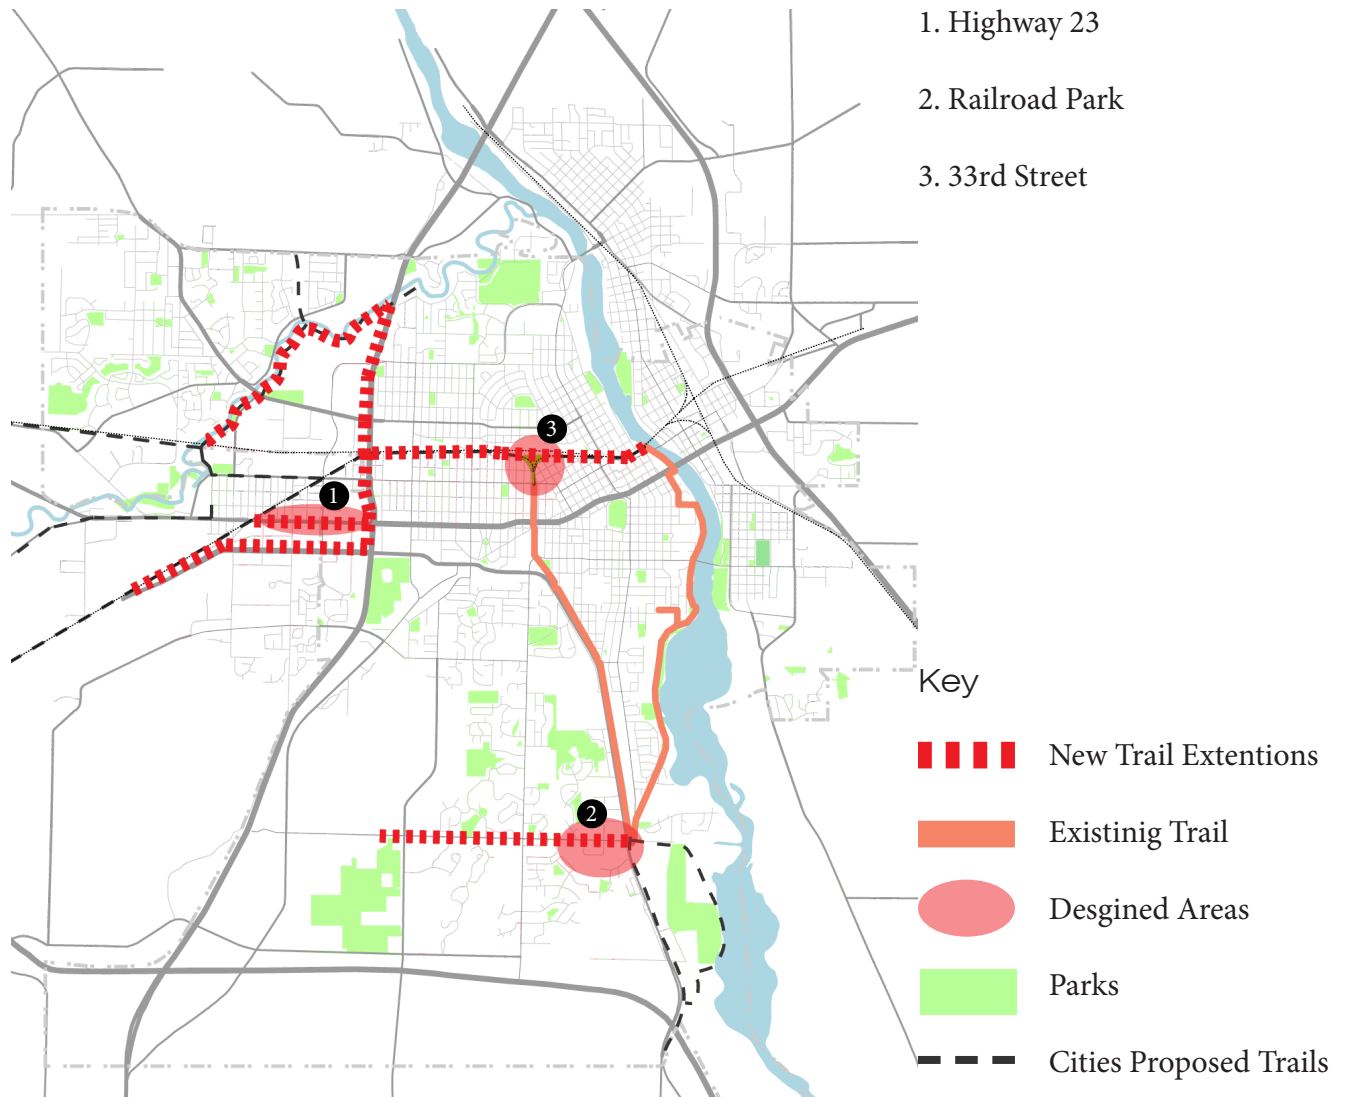 1. Highway 23
2. Railroad Park
3. 33rd Street
3
1
2
Key
New Trail Extentions
Existinig Trail
Desgined Areas
Parks
Cities Proposed Trails